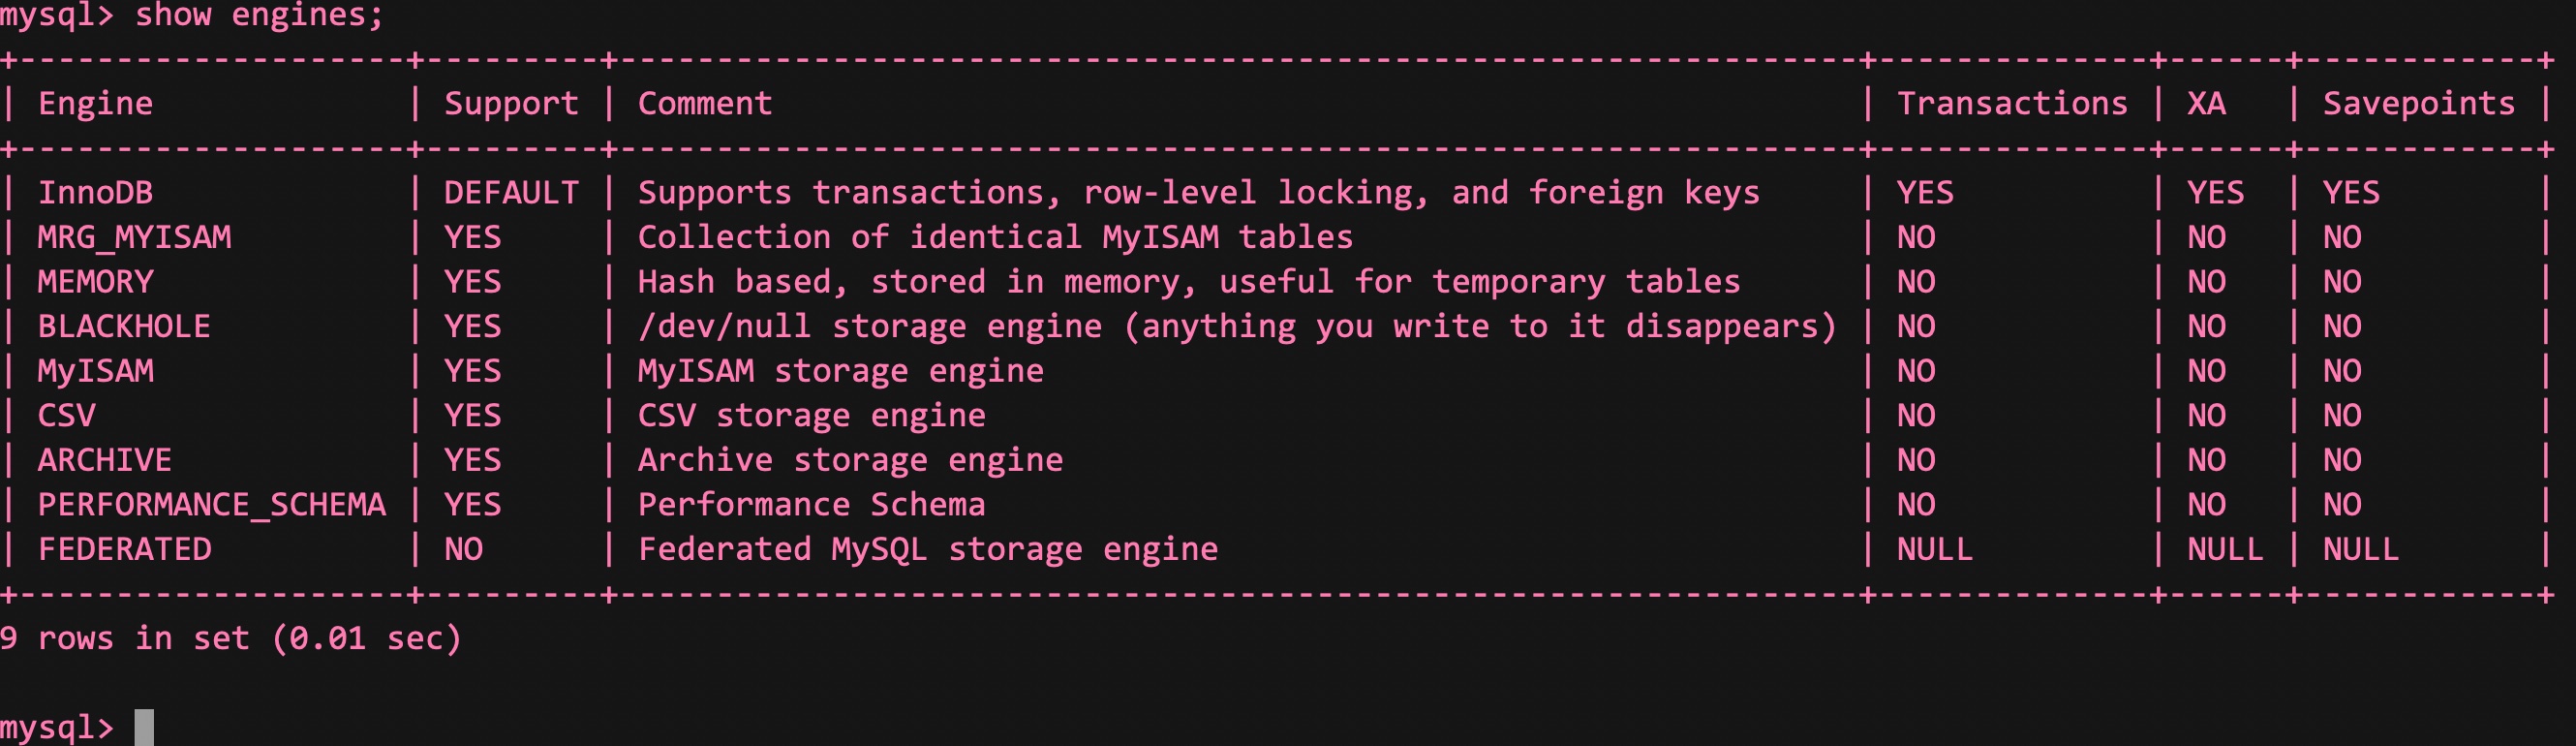 mysql> show engines;
+--------------------+---------+----------------------------------------------------------------+--------------+------+------------+
| Engine             | Support | Comment                                                        | Transactions | XA   | Savepoints |
+--------------------+---------+----------------------------------------------------------------+--------------+------+------------+
| InnoDB             | DEFAULT | Supports transactions, row-level locking, and foreign keys     | YES          | YES  | YES        |
| MRG_MYISAM         | YES     | Collection of identical MyISAM tables                          | NO           | NO   | NO         |
| MEMORY             | YES     | Hash based, stored in memory, useful for temporary tables      | NO           | NO   | NO         |
| BLACKHOLE          | YES     | /dev/null storage engine (anything you write to it disappears) | NO           | NO   | NO         |
| MyISAM             | YES     | MyISAM storage engine                                          | NO           | NO   | NO         |
| CSV                | YES     | CSV storage engine                                             | NO           | NO   | NO         |
| ARCHIVE            | YES     | Archive storage engine                                         | NO           | NO   | NO         |
| PERFORMANCE_SCHEMA | YES     | Performance Schema                                             | NO           | NO   | NO         |
| FEDERATED          | NO      | Federated MySQL storage engine                                 | NULL         | NULL | NULL       |
+--------------------+---------+----------------------------------------------------------------+--------------+------+------------+
9 rows in set (0.01 sec)
mysql>